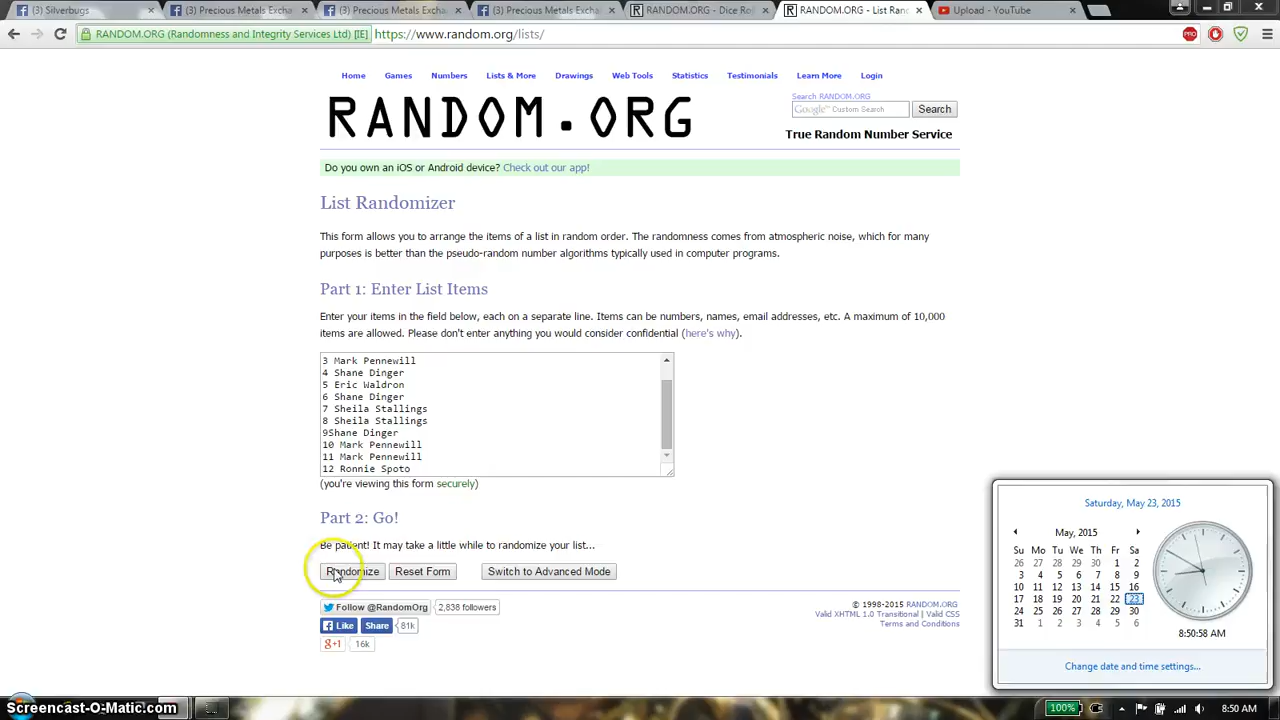 Silverbugs
Precious Metals Excha
Precious Metals Excha
Precious Metals Excha
RANDOM.ORG - Dice Ro
RANDOM.ORG - List Ran
Upload - YouTube
RANDOM.ORG (Randomness and Integrity Services Ltd) [IE]
https://www.random.org/lists/
Home
Games
Numbers
Lists & More
Drawings
Web Tools
Statistics
Testimonials
Learn More
Login
RANDOM.ORG
Search RANDOM.ORG
Google™ Custom Search
Search
True Random Number Service
Do you own an iOS or Android device? Check out our app!
List Randomizer
This form allows you to arrange the items of a list in random order. The randomness comes from atmospheric noise, which for many
purposes is better than the pseudo-random number algorithms typically used in computer programs.
Part 1: Enter List Items
Enter your items in the field below, each on a separate line. Items can be numbers, names, email addresses, etc. A maximum of 10,000
items are allowed. Please don't enter anything you would consider confidential (here's why).
3 Mark Pennewill
4 Shane Dinger
5 Eric Waldron
6 Shane Dinger
7 Sheila Stallings
8 Sheila Stallings
9Shane Dinger
10 Mark Pennewill
11 Mark Pennewill
12 Ronnie Spoto
(you're viewing this form securely)
Part 2: Go!
Be patient! It may take a little while to randomize your list...
Randomize
Reset Form
Switch to Advanced Mode
Follow @RandomOrg
2,838 followers
Like
Share
81k
g+1
16k
© 1998-2015 RANDOM.ORG
Valid XHTML 1.0 Transitional | Valid CSS
Terms and Conditions
Saturday, May 23, 2015
May, 2015
Su Mo Tu We Th Fr Sa
26 27 28 29 30 1 2
3 4 5 6 7 8 9
10 11 12 13 14 15 16
17 18 19 20 21 22 23
24 25 26 27 28 29 30
31 1 2 3 4 5 6
8:50:58 AM
Change date and time settings...
Screencast-O-Matic.com
100%
8:50 AM